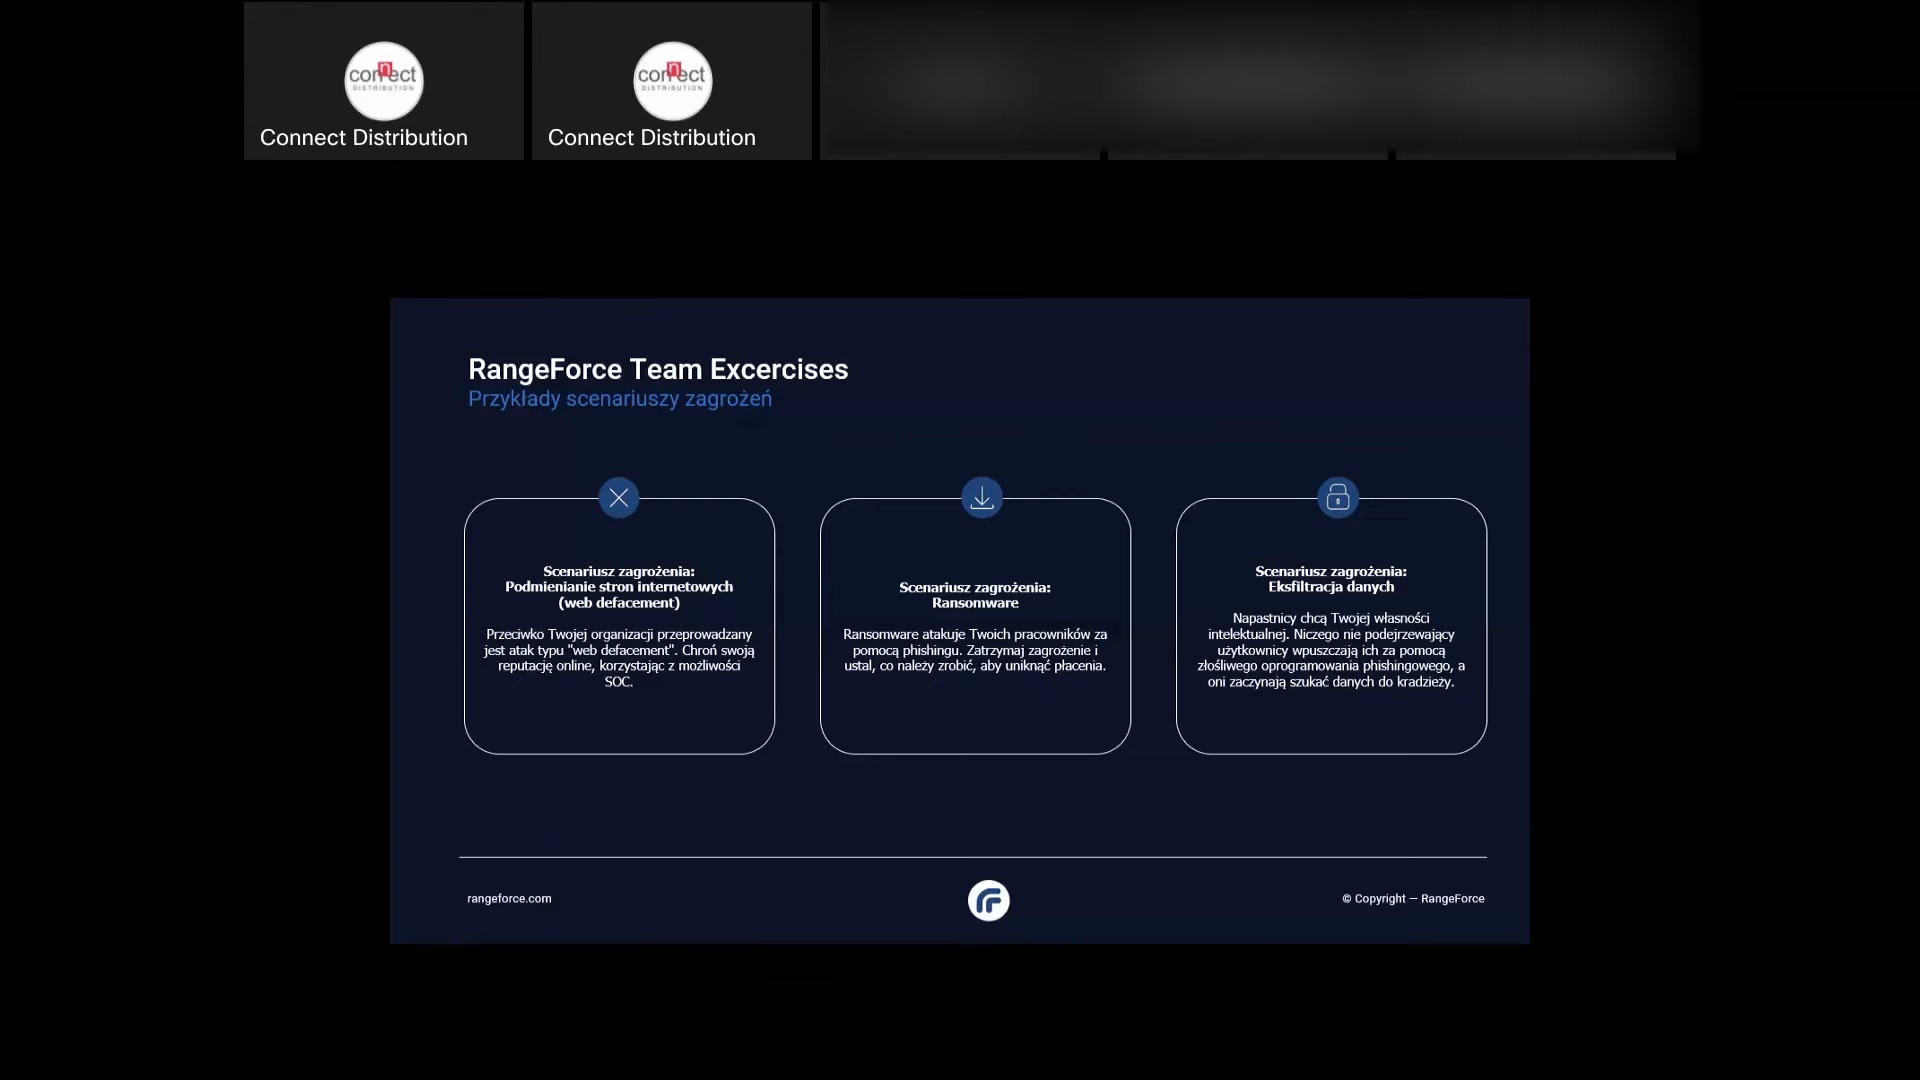 connect
DISTRIBUTION
Connect Distribution
connect
DISTRIBUTION
Connect Distribution
RangeForce Team Excercises
Przykłady scenariuszy zagrożeń
Scenariusz zagrożenia:
Podmienianie stron internetowych
(web defacement)
Przeciwko Twojej organizacji przeprowadzany
jest atak typu "web defacement". Chroń swoją
reputację online, korzystając z możliwości
SOC.
Scenariusz zagrożenia:
Ransomware
Ransomware atakuje Twoich pracowników za
pomocą phishingu. Zatrzymaj zagrożenie i
ustal, co należy zrobić, aby uniknąć płacenia.
Scenariusz zagrożenia:
Eksfiltracja danych
Napastnicy chcą Twojej własności
intelektualnej. Niczego nie podejrzewający
użytkownicy wpuszczają ich za pomocą
złośliwego oprogramowania phishingowego, a
oni zaczynają szukać danych do kradzieży.
rangeforce.com
© Copyright — RangeForce